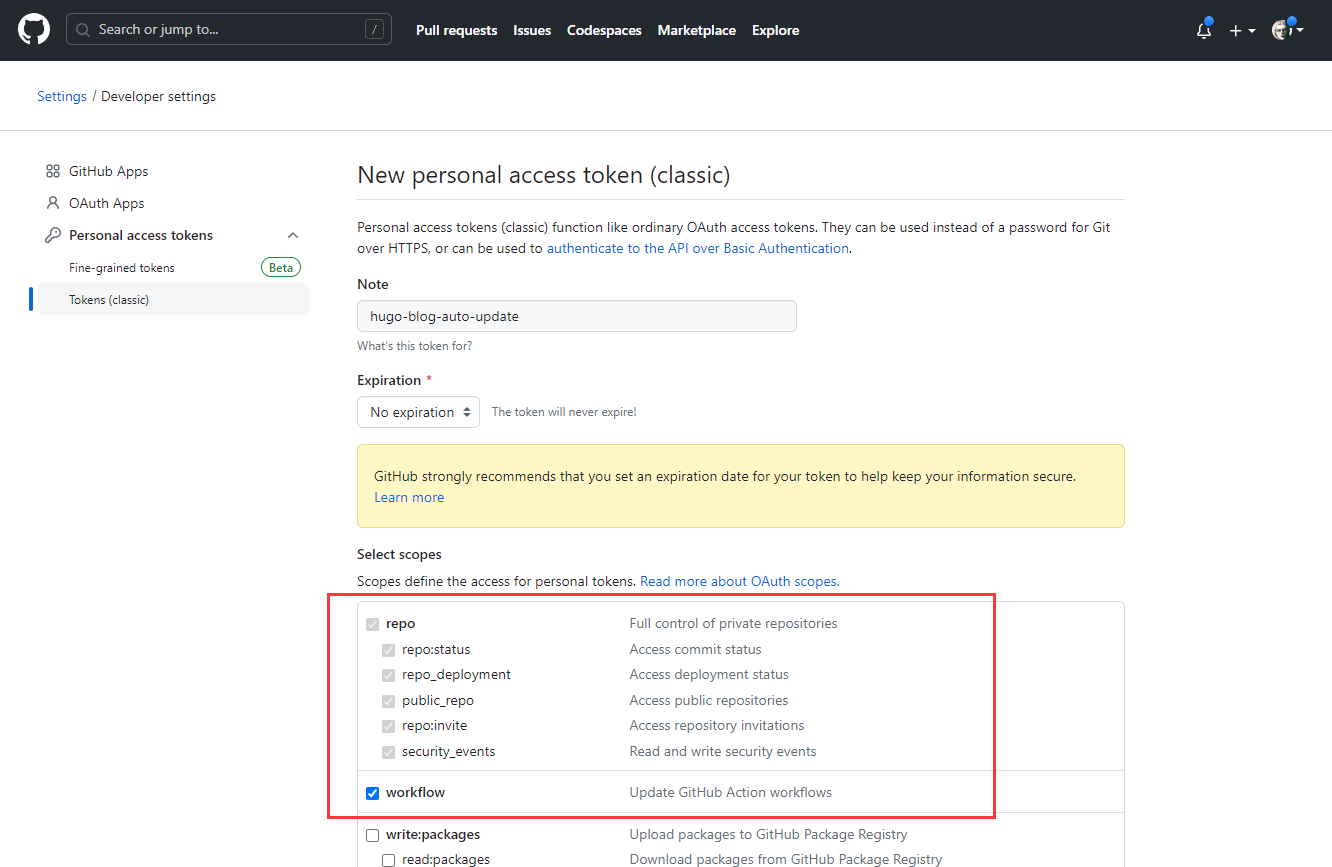 Search or jump to... /
Pull requests Issues Codespaces Marketplace Explore
Settings / Developer settings
GitHub Apps
OAuth Apps
Personal access tokens
Fine-grained tokens Beta
Tokens (classic)
New personal access token (classic)
Personal access tokens (classic) function like ordinary OAuth access tokens. They can be used instead of a password for Git
over HTTPS, or can be used to authenticate to the API over Basic Authentication.
Note
hugo-blog-auto-update
What's this token for?
Expiration *
No expiration The token will never expire!
GitHub strongly recommends that you set an expiration date for your token to help keep your information secure.
Learn more
Select scopes
Scopes define the access for personal tokens. Read more about OAuth scopes.
repo Full control of private repositories
repo:status Access commit status
repo_deployment Access deployment status
public_repo Access public repositories
repo:invite Access repository invitations
security_events Read and write security events
workflow Update GitHub Action workflows
write:packages Upload packages to GitHub Package Registry
read:packages Download packages from GitHub Package Registry